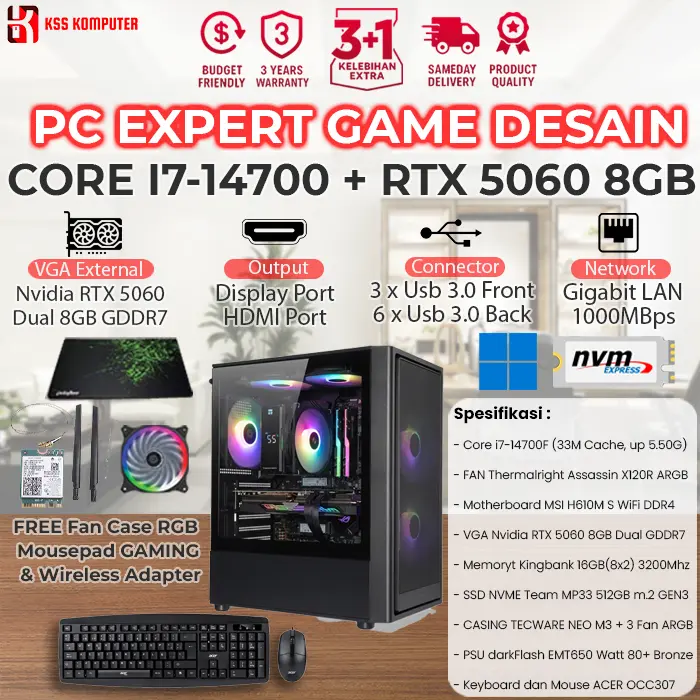 KSS KOMPUTER
BUDGET
FRIENDLY
3
3 YEARS
WARRANTY
3+1
KELEBIHAN
EXTRA
SAMEDAY
DELIVERY
PRODUCT
QUALITY
PC EXPERT GAME DESAIN
CORE I7-14700 + RTX 5060 8GB
VGA External
Nvidia RTX 5060
Dual 8GB GDDR7
Output
Display Port
HDMI Port
Connector
3 x Usb 3.0 Front
6 x Usb 3.0 Back
Network
Gigabit LAN
1000MBps
nvm
EXPRESS
FREE Fan Case RGB
Mousepad GAMING
& Wireless Adapter
55
acer
Spesifikasi :
- Core i7-14700F (33M Cache, up 5.50G)
- FAN Thermalright Assassin X120R ARGB
- Motherboard MSI H610M S WiFi DDR4
- VGA Nvidia RTX 5060 8GB Dual GDDR7
- Memoryt Kingbank 16GB(8x2) 3200Mhz
- SSD NVME Team MP33 512GB m.2 GEN3
- CASING TECWARE NEO M3 + 3 Fan ARGB
- PSU darkFlash EMT650 Watt 80+ Bronze
- Keyboard dan Mouse ACER OCC307